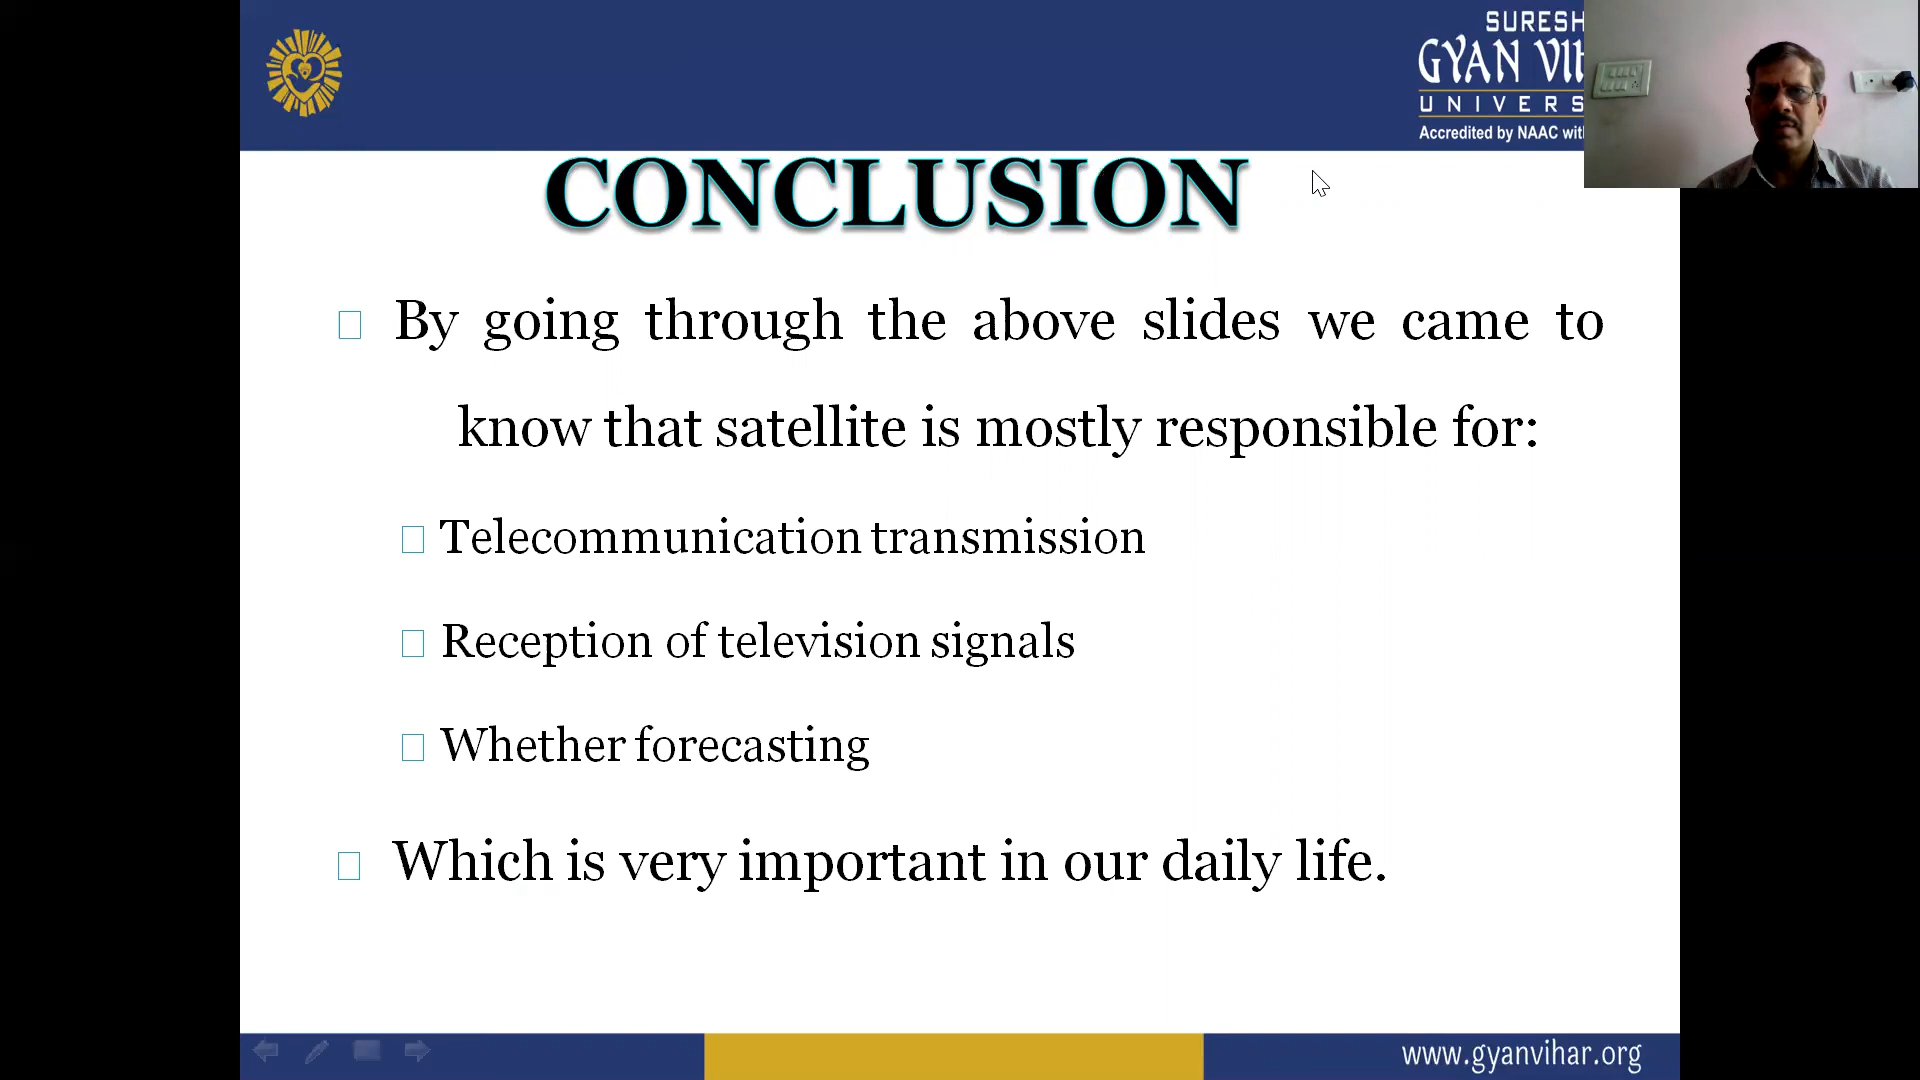 SURESH
GYAN VIH
UNIVERS
Accredited by NAAC with
CONCLUSION
By going through the above slides we came to
know that satellite is mostly responsible for:
Telecommunication transmission
Reception of television signals
Whether forecasting
Which is very important in our daily life.
www.gyanvihar.org